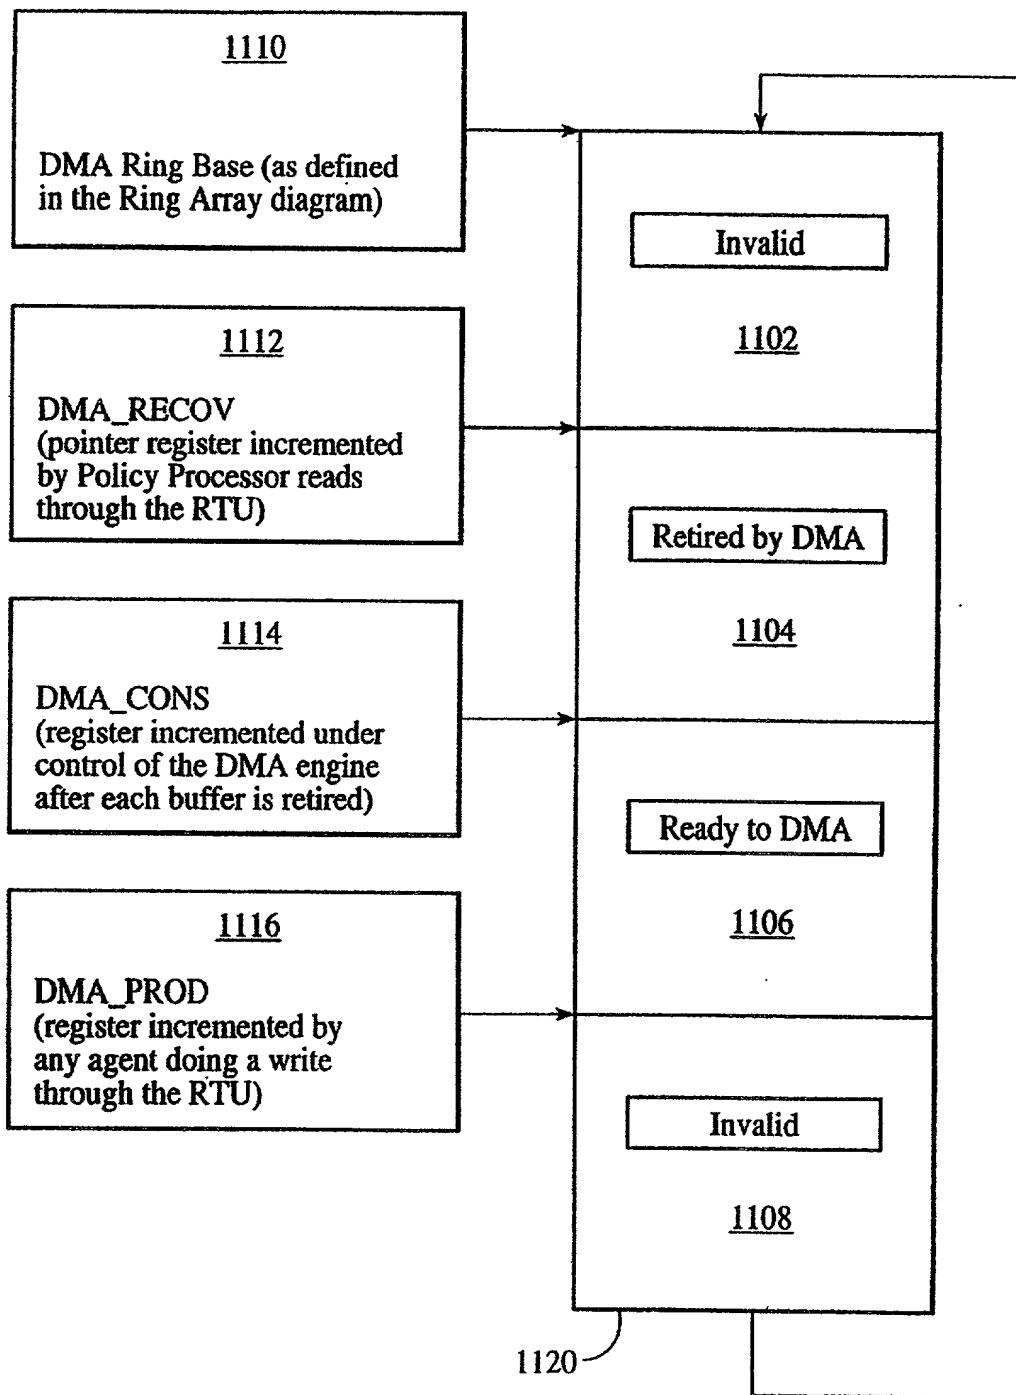 1110
DMA Ring Base (as defined
in the Ring Array diagram)
Invalid
1102
1112
DMA_RECOV
(pointer register incremented
by Policy Processor reads
through the RTU)
Retired by DMA
1104
1114
DMA_CONS
(register incremented under
control of the DMA engine
after each buffer is retired)
Ready to DMA
1106
1116
DMA_PROD
(register incremented by
any agent doing a write
through the RTU)
Invalid
1108
1120